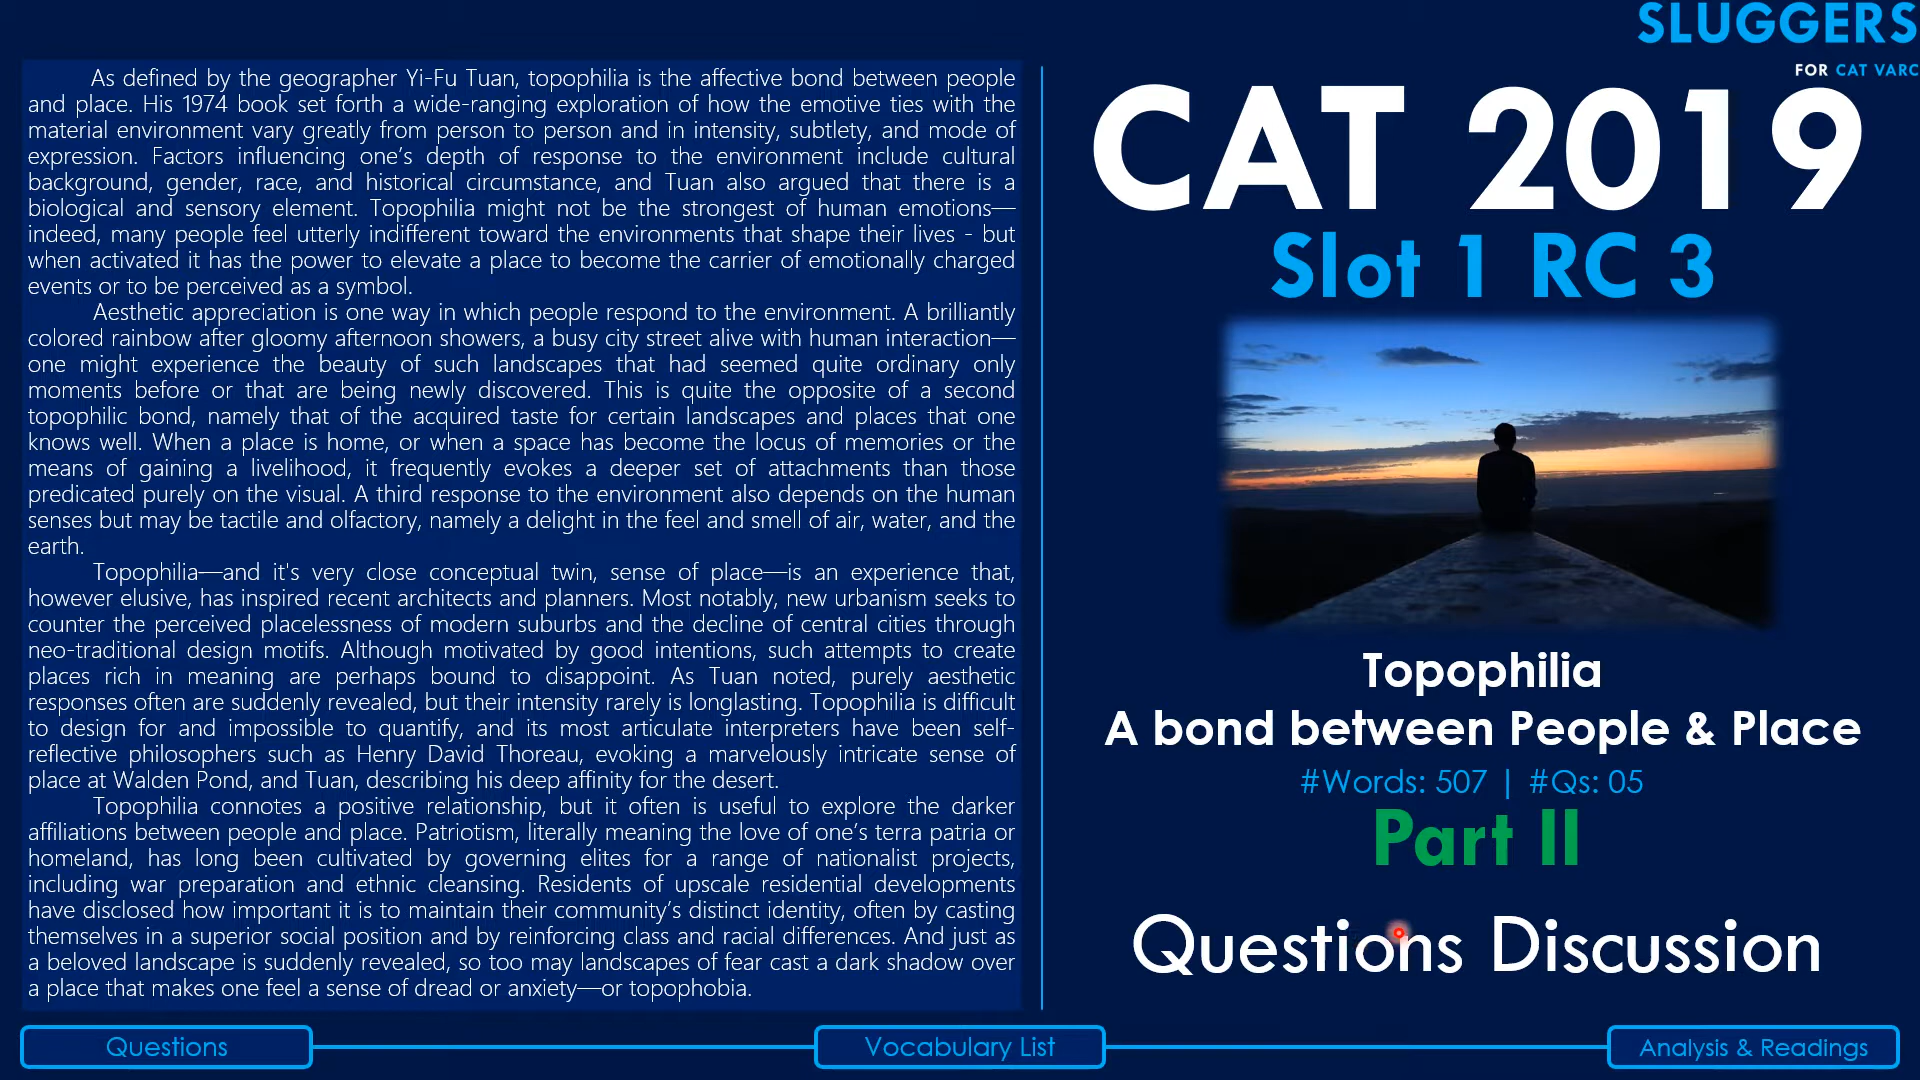 SLUGGERS
FOR CAT VARC
As defined by the geographer Yi-Fu Tuan, topophilia is the affective bond between people
and place. His 1974 book set forth a wide-ranging exploration of how the emotive ties with the
material environment vary greatly from person to person and in intensity, subtlety, and mode of
expression. Factors influencing one’s depth of response to the environment include cultural
background, gender, race, and historical circumstance, and Tuan also argued that there is a
biological and sensory element. Topophilia might not be the strongest of human emotions—
indeed, many people feel utterly indifferent toward the environments that shape their lives - but
when activated it has the power to elevate a place to become the carrier of emotionally charged
events or to be perceived as a symbol.
Aesthetic appreciation is one way in which people respond to the environment. A brilliantly
colored rainbow after gloomy afternoon showers, a busy city street alive with human interaction—
one might experience the beauty of such landscapes that had seemed quite ordinary only
moments before or that are being newly discovered. This is quite the opposite of a second
topophilic bond, namely that of the acquired taste for certain landscapes and places that one
knows well. When a place is home, or when a space has become the locus of memories or the
means of gaining a livelihood, it frequently evokes a deeper set of attachments than those
predicated purely on the visual. A third response to the environment also depends on the human
senses but may be tactile and olfactory, namely a delight in the feel and smell of air, water, and the
earth.
Topophilia—and it's very close conceptual twin, sense of place—is an experience that,
however elusive, has inspired recent architects and planners. Most notably, new urbanism seeks to
counter the perceived placelessness of modern suburbs and the decline of central cities through
neo-traditional design motifs. Although motivated by good intentions, such attempts to create
places rich in meaning are perhaps bound to disappoint. As Tuan noted, purely aesthetic
responses often are suddenly revealed, but their intensity rarely is longlasting. Topophilia is difficult
to design for and impossible to quantify, and its most articulate interpreters have been self-
reflective philosophers such as Henry David Thoreau, evoking a marvelously intricate sense of
place at Walden Pond, and Tuan, describing his deep affinity for the desert.
Topophilia connotes a positive relationship, but it often is useful to explore the darker
affiliations between people and place. Patriotism, literally meaning the love of one’s terra patria or
homeland, has long been cultivated by governing elites for a range of nationalist projects,
including war preparation and ethnic cleansing. Residents of upscale residential developments
have disclosed how important it is to maintain their community’s distinct identity, often by casting
themselves in a superior social position and by reinforcing class and racial differences. And just as
a beloved landscape is suddenly revealed, so too may landscapes of fear cast a dark shadow over
a place that makes one feel a sense of dread or anxiety—or topophobia.
CAT 2019
Slot 1 RC 3
Topophilia
A bond between People & Place
#Words: 507 | #Qs: 05
Part II
Questions Discussion
Questions
Vocabulary List
Analysis & Readings